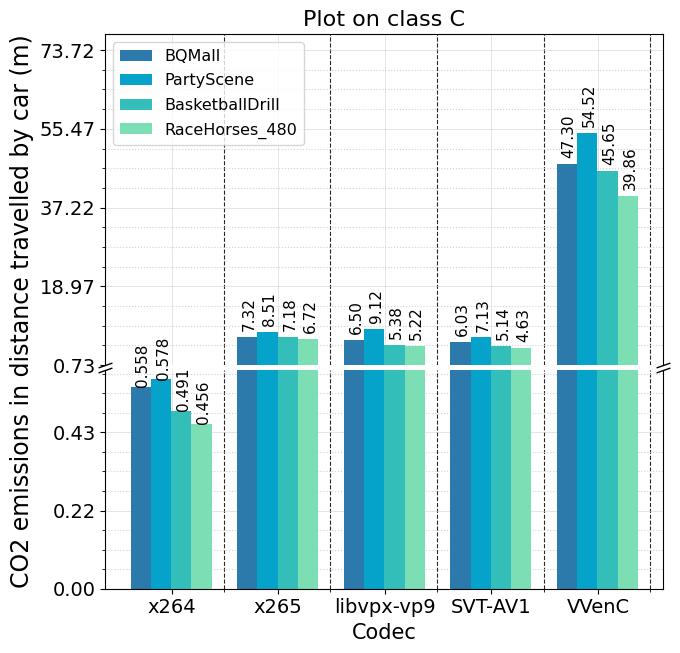 Plot on class C
CO2 emissions in distance travelled by car (m)
73.72
55.47
37.22
18.97
0.73
0.43
0.22
0.00
BQMall
PartyScene
BasketballDrill
RaceHorses_480
0.558
0.578
0.491
0.456
7.32
8.51
7.18
6.72
6.50
9.12
5.38
5.22
6.03
7.13
5.14
4.63
47.30
54.52
45.65
39.86
x264
x265
libvpx-vp9
SVT-AV1
VVenC
Codec